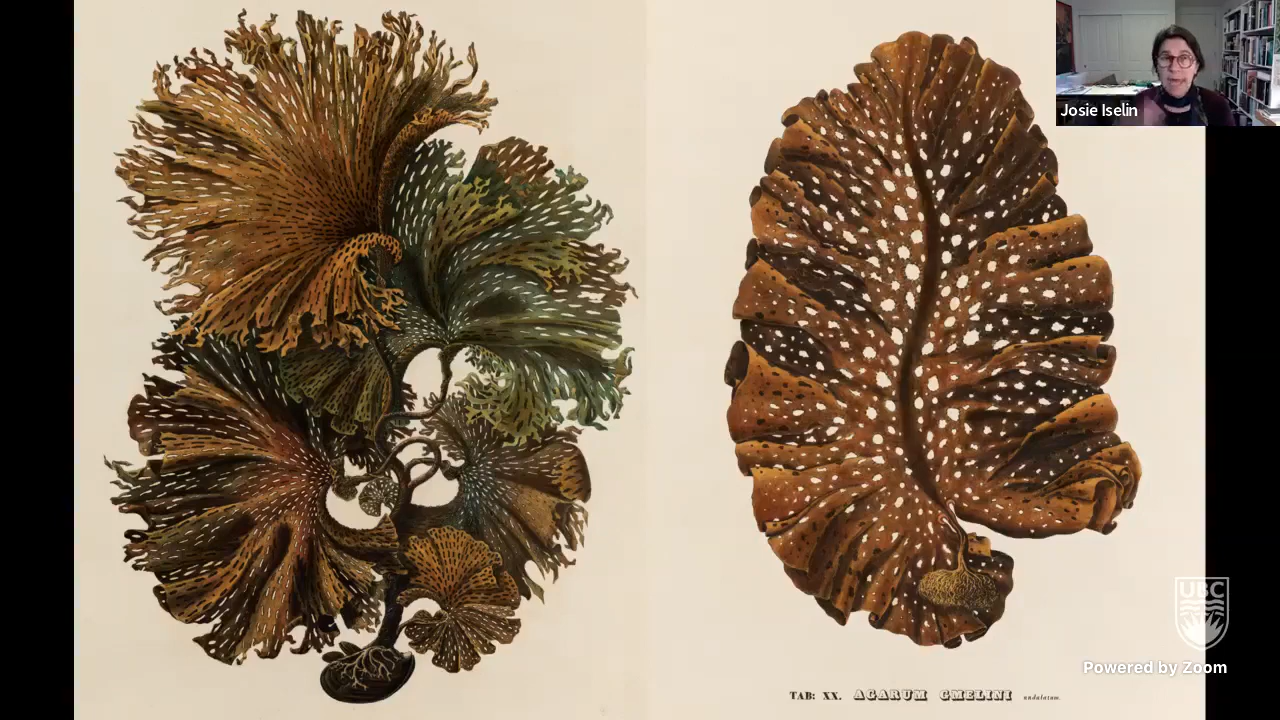 Josie Iselin
UBC
Powered by Zoom
TAB: XX. AGARUM GMELINI undulatum.